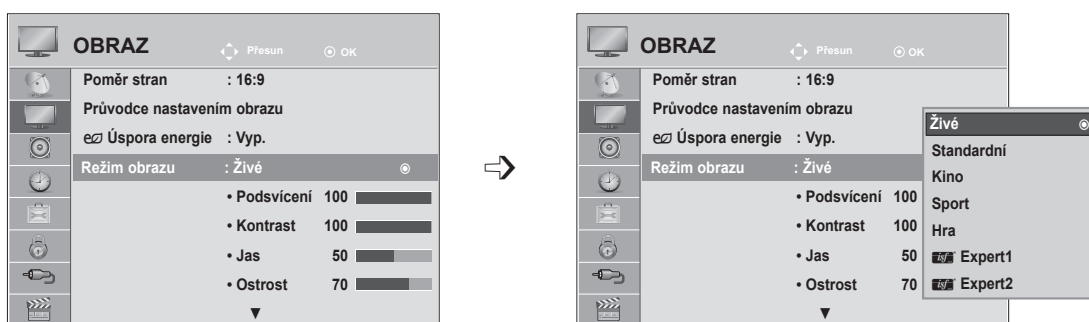 OBRAZ Přesun OK
Poměr stran : 16:9
Průvodce nastavením obrazu
Úspora energie : Vyp.
Režim obrazu : Živé
• Podsvícení 100
• Kontrast 100
• Jas 50
• Ostrost 70
OBRAZ Přesun OK
Poměr stran : 16:9
Průvodce nastavením obrazu
Úspora energie : Vyp.
Režim obrazu : Živé
• Podsvícení 100
• Kontrast 100
• Jas 50
• Ostrost 70
Živé
Standardní
Kino
Sport
Hra
isf Expert1
isf Expert2